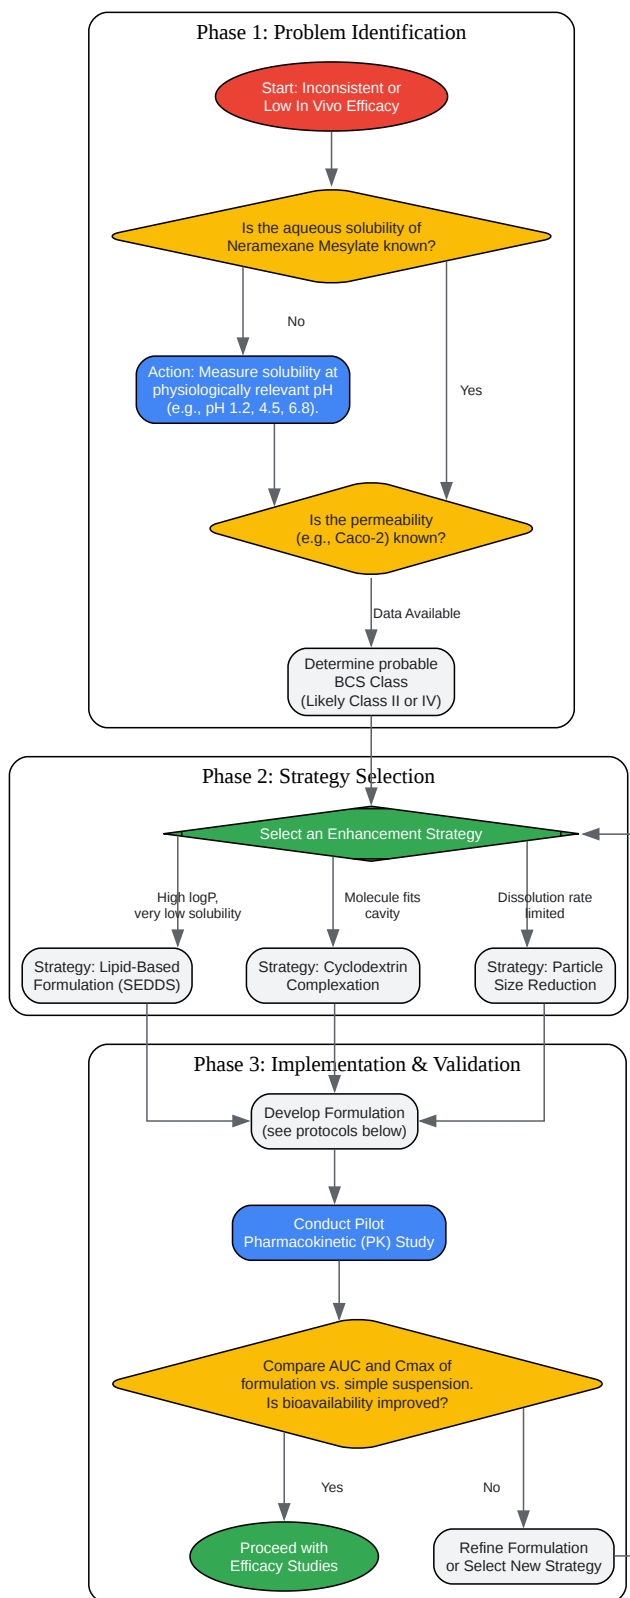 Phase 1: Problem Identification
Start: Inconsistent or
Low In Vivo Efficacy
Is the aqueous solubility of
Neramexane Mesylate known?
No
Action: Measure solubility at
physiologically relevant pH
(e.g., pH 1.2, 4.5, 6.8).
Yes
Is the permeability
(e.g., Caco-2) known?
Data Available
Determine probable
BCS Class
(Likely Class II or IV)
Phase 2: Strategy Selection
Select an Enhancement Strategy
High logP,
very low solubility
Molecule fits
cavity
Dissolution rate
limited
Strategy: Lipid-Based
Formulation (SEDDS)
Strategy: Cyclodextrin
Complexation
Strategy: Particle
Size Reduction
Phase 3: Implementation & Validation
Develop Formulation
(see protocols below)
Conduct Pilot
Pharmacokinetic (PK) Study
Compare AUC and Cmax of
formulation vs. simple suspension.
Is bioavailability improved?
Yes
No
Proceed with
Efficacy Studies
Refine Formulation
or Select New Strategy